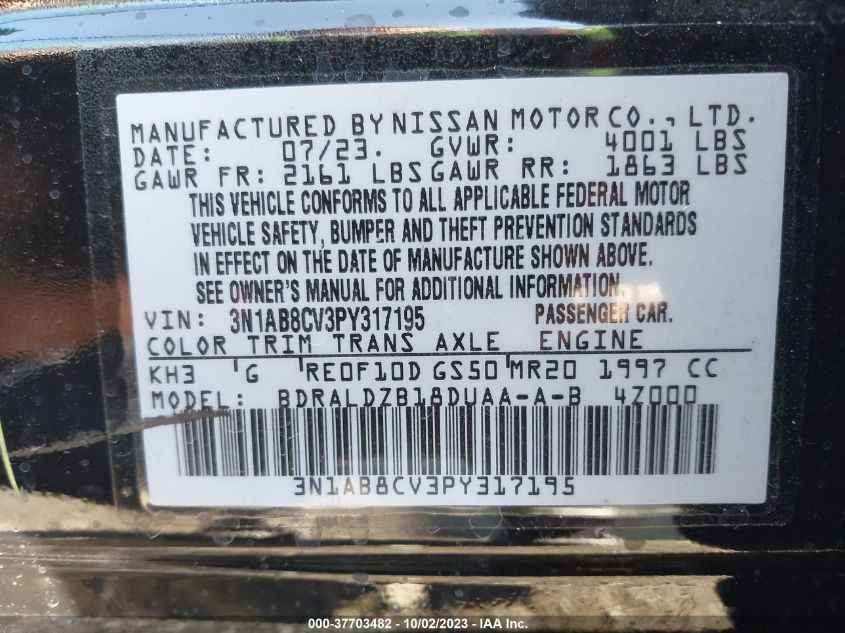 MANUFACTURED BY NISSAN MOTOR CO., LTD.
DATE: 07/23. GVWR: 4001 LBS
GAWR FR: 2161 LBS GAWR RR: 1863 LBS
THIS VEHICLE CONFORMS TO ALL APPLICABLE FEDERAL MOTOR
VEHICLE SAFETY, BUMPER AND THEFT PREVENTION STANDARDS
IN EFFECT ON THE DATE OF MANUFACTURE SHOWN ABOVE.
SEE OWNER'S MANUAL FOR ADDITIONAL INFORMATION.
VIN: 3N1AB8CV3PY317195 PASSENGER CAR.
COLOR TRIM TRANS AXLE ENGINE
KH3 G RE0F10D GS50 MR20 1997 CC
MODEL: BDRALDZB18DUAA-A-B 4Z000
3N1AB8CV3PY317195
000-37703482 - 10/02/2023 - IAA Inc.